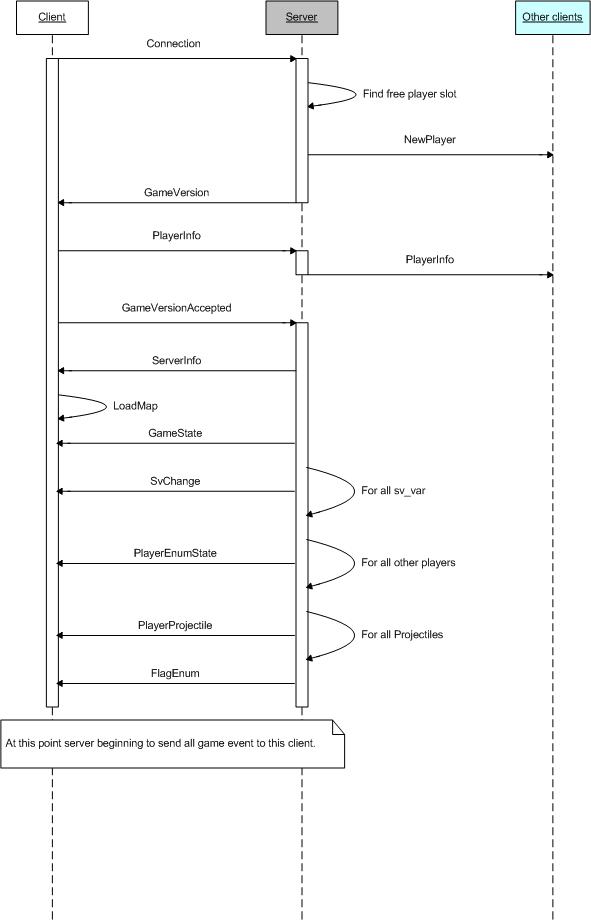 Client
Server
Other clients
Connection
Find free player slot
NewPlayer
GameVersion
PlayerInfo
PlayerInfo
GameVersionAccepted
ServerInfo
LoadMap
GameState
SvChange
For all sv_var
PlayerEnumState
For all other players
PlayerProjectile
For all Projectiles
FlagEnum
At this point server beginning to send all game event to this client.